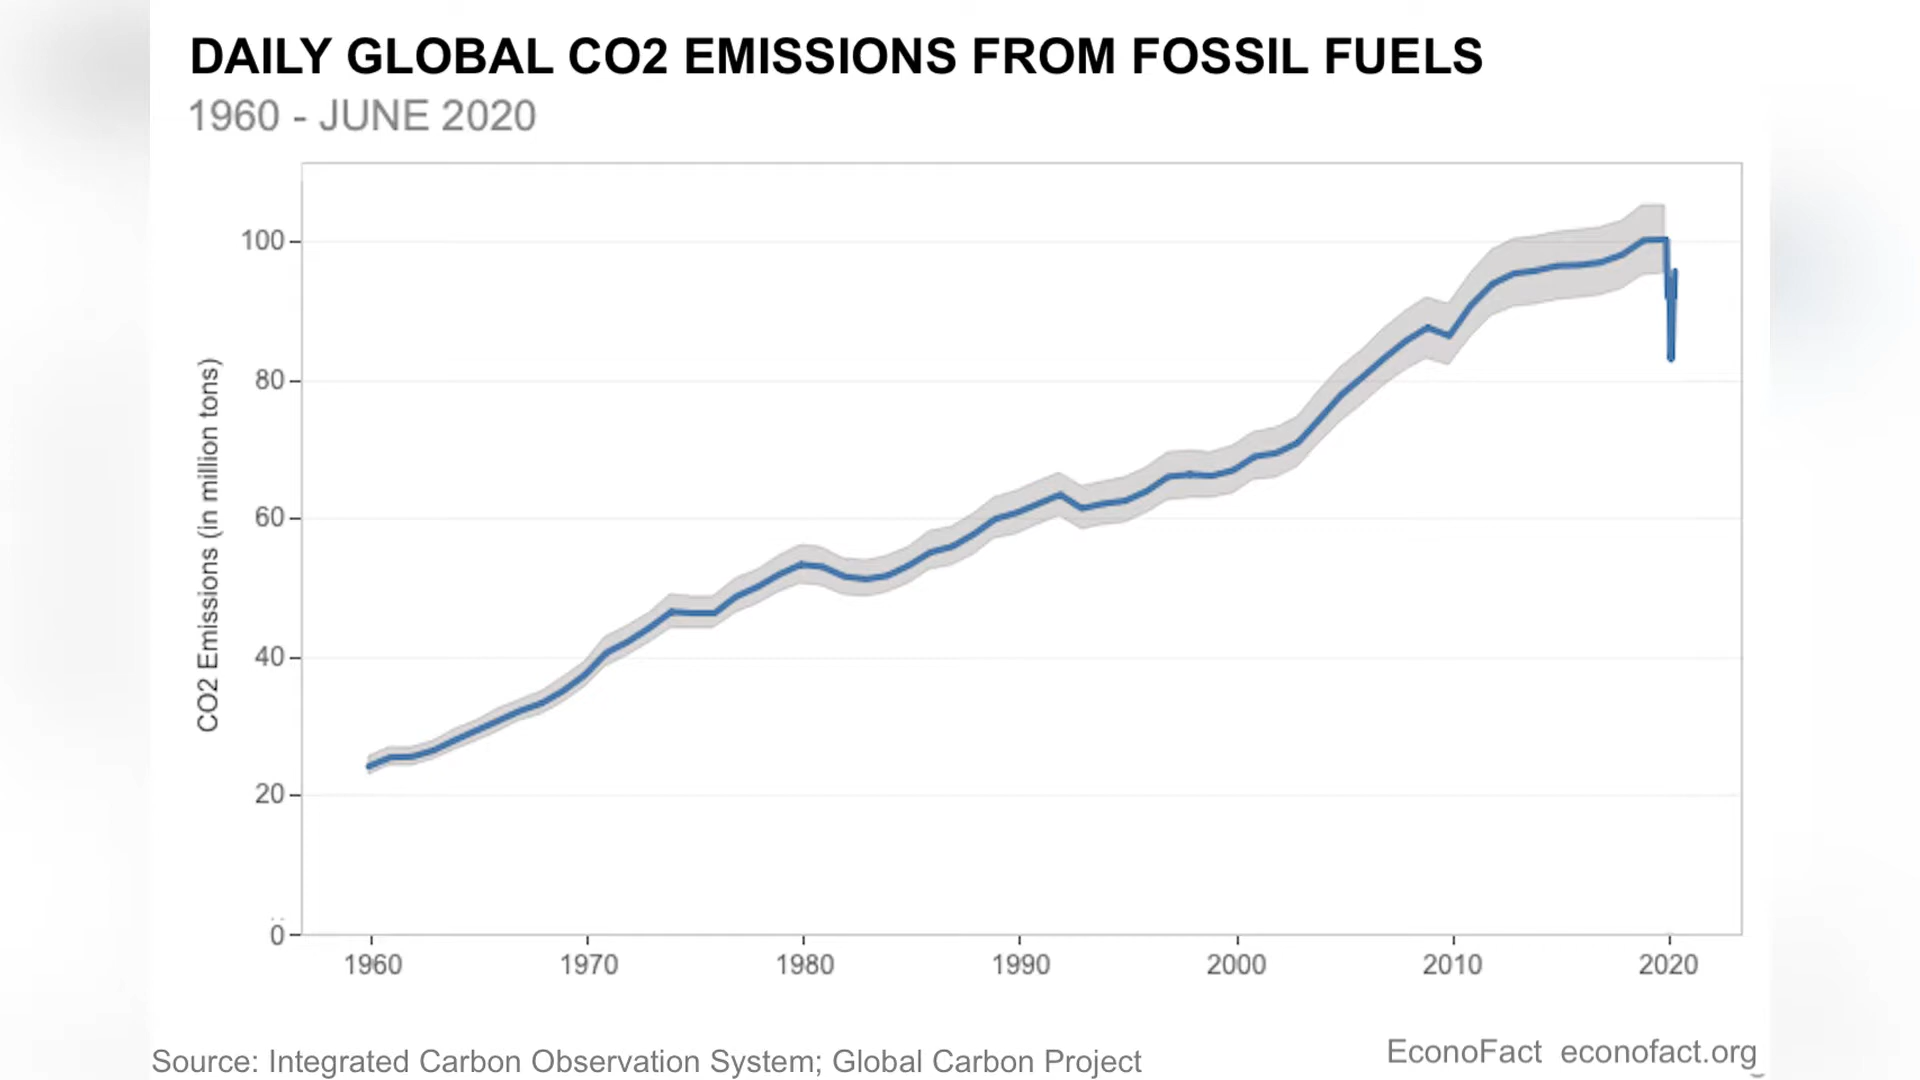 DAILY GLOBAL CO2 EMISSIONS FROM FOSSIL FUELS
1960 - JUNE 2020
CO2 Emissions (in million tons)
100
80
60
40
20
0
1960 1970 1980 1990 2000 2010 2020
Source: Integrated Carbon Observation System; Global Carbon Project
EconoFact econofact.org